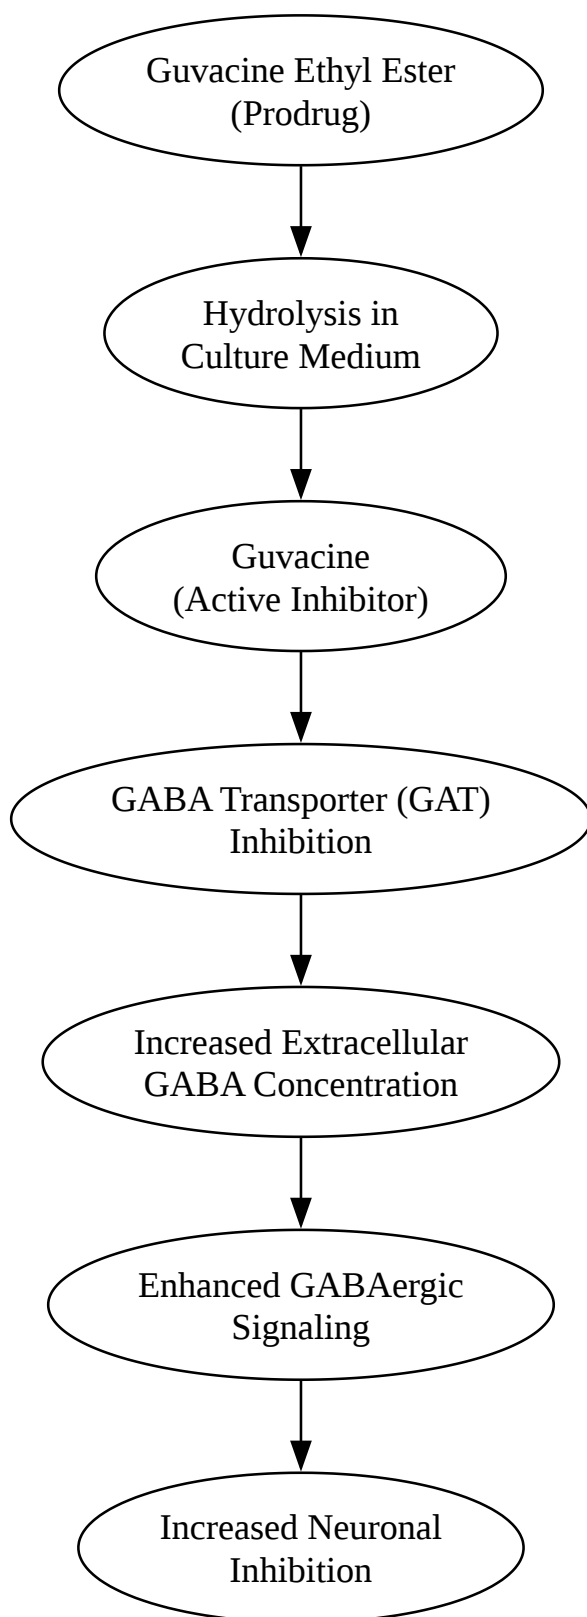 Guvacine Ethyl Ester
(Prodrug)
Hydrolysis in
Culture Medium
Guvacine
(Active Inhibitor)
GABA Transporter (GAT)
Inhibition
Increased Extracellular
GABA Concentration
Enhanced GABAergic
Signaling
Increased Neuronal
Inhibition